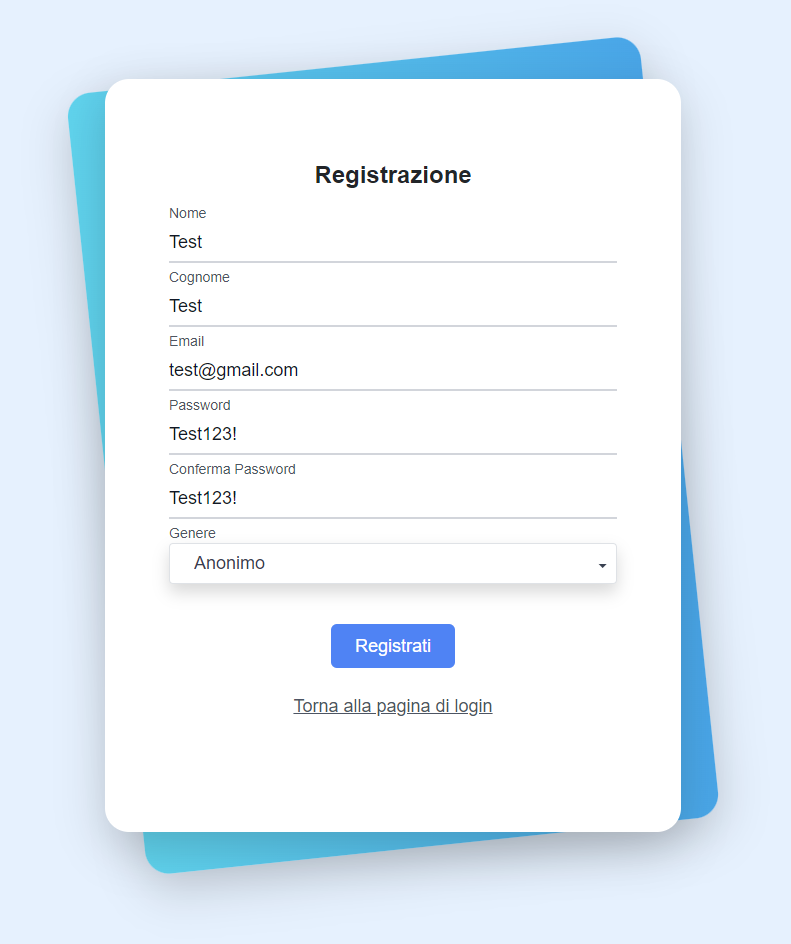 Registrazione
Nome
Test
Cognome
Test
Email
test@gmail.com
Password
Test123!
Conferma Password
Test123!
Genere
Anonimo
Registrati
Torna alla pagina di login